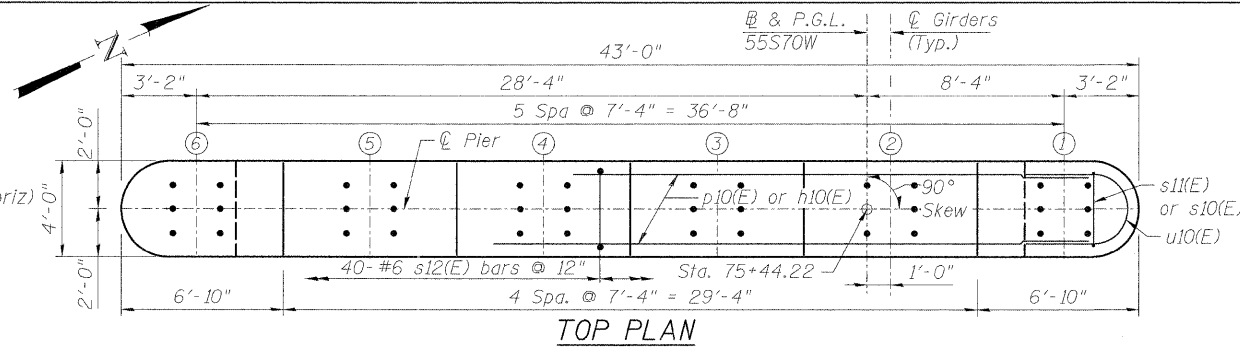 N
℄ & P.G.L.
55S70W
℄ Girders
(Typ.)
43'-0"
3'-2"
28'-4"
8'-4"
3'-2"
5 Spa @ 7'-4" = 36'-8"
6
5
4
3
2
1
℄ Pier
2'-0"
4'-0"
2'-0"
oriz)
p10(E) or h10(E)
90°
Skew
s11(E)
or s10(E)
u10(E)
40- #6 s12(E) bars @ 12"
Sta. 75+44.22
1'-0"
6'-10"
4 Spa. @ 7'-4" = 29'-4"
6'-10"
TOP PLAN